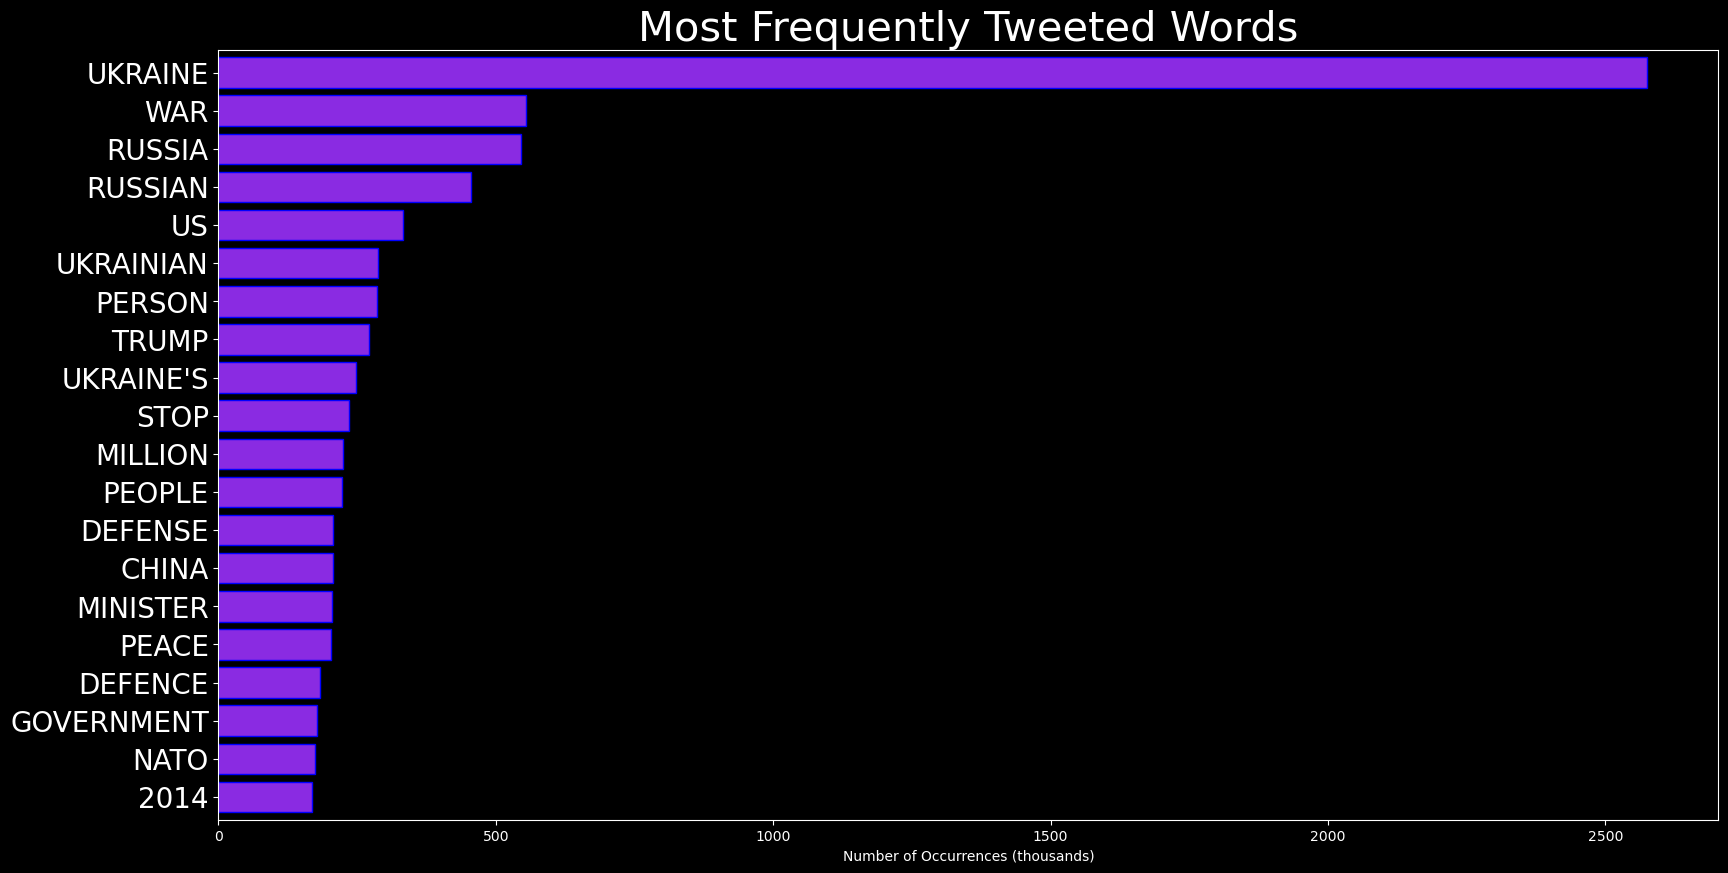 Most Frequently Tweeted Words
UKRAINE
WAR
RUSSIA
RUSSIAN
US
UKRAINIAN
PERSON
TRUMP
UKRAINE'S
STOP
MILLION
PEOPLE
DEFENSE
CHINA
MINISTER
PEACE
DEFENCE
GOVERNMENT
NATO
2014
0 500 1000 1500 2000 2500
Number of Occurrences (thousands)